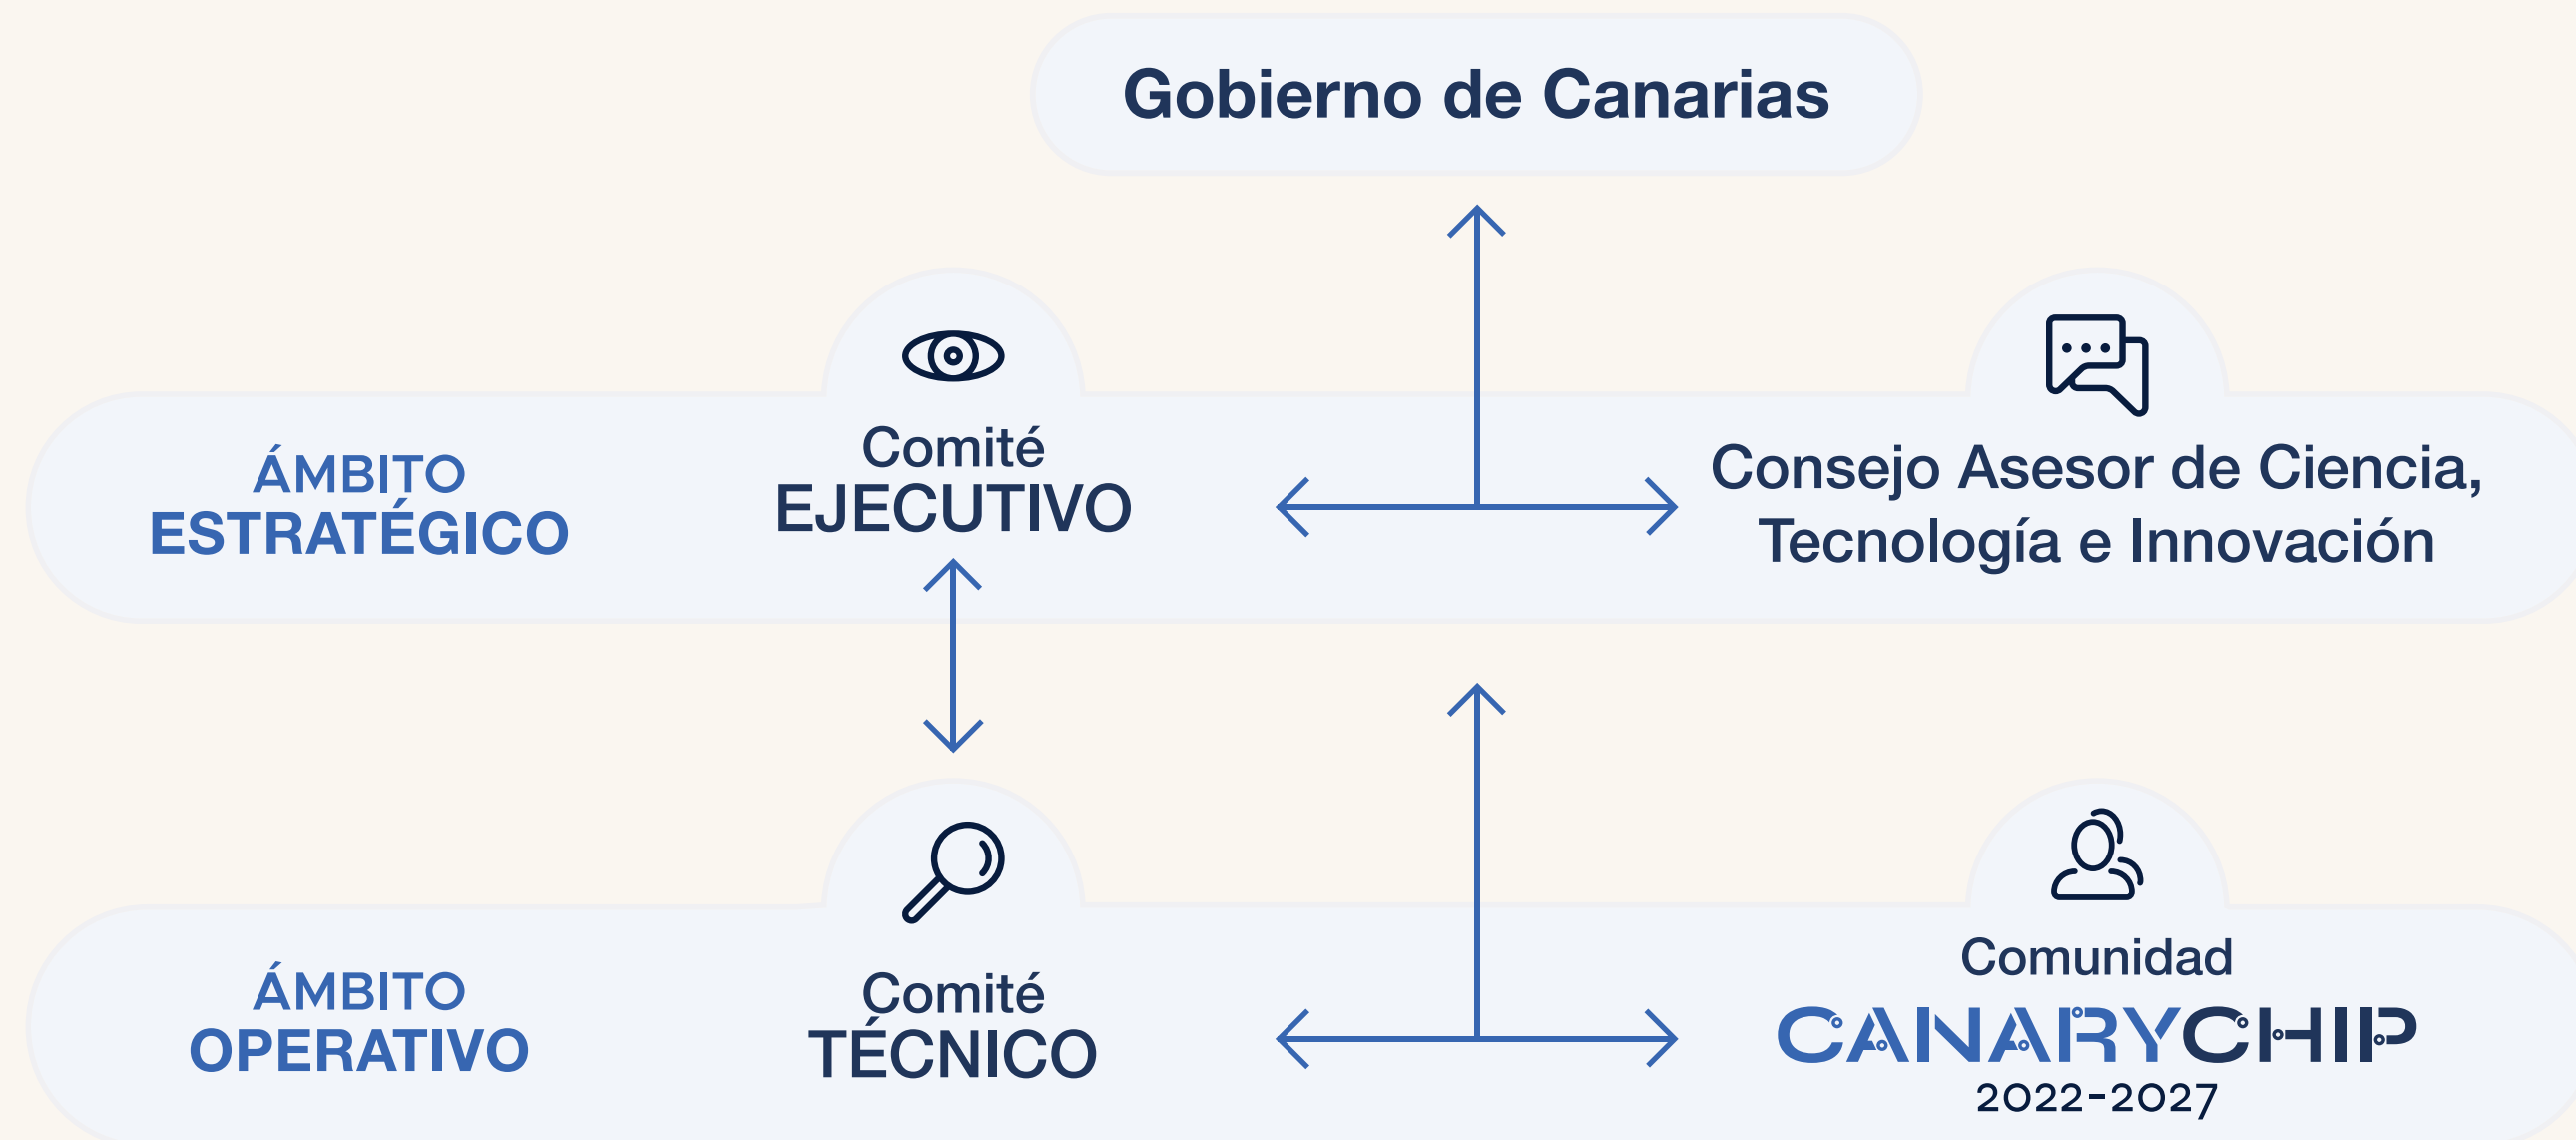 Gobierno de Canarias
ÁMBITO
ESTRATÉGICO
Comité
EJECUTIVO
Consejo Asesor de Ciencia,
Tecnología e Innovación
ÁMBITO
OPERATIVO
Comité
TÉCNICO
Comunidad
CANARYCHIP
2022-2027